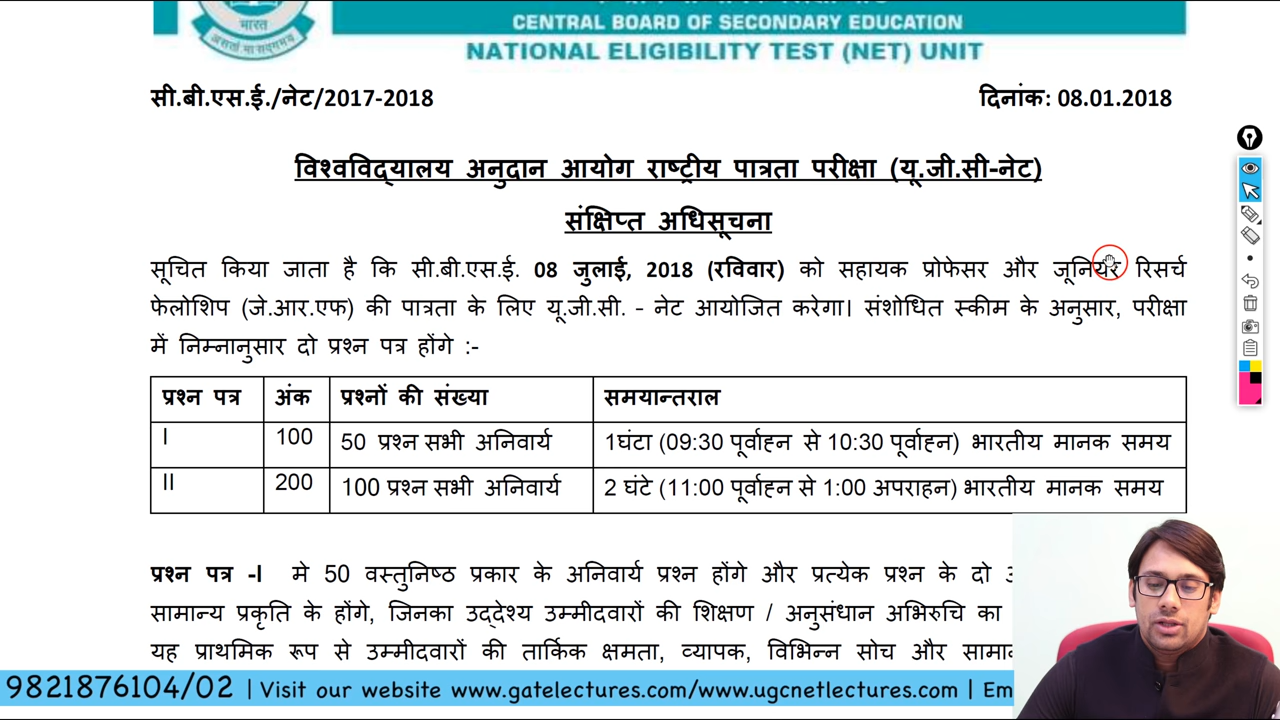 भारत
असतो मा सद्गमय
CENTRAL BOARD OF SECONDARY EDUCATION
NATIONAL ELIGIBILITY TEST (NET) UNIT
सी.बी.एस.ई./नेट/2017-2018 दिनांक: 08.01.2018
विश्वविद्यालय अनुदान आयोग राष्ट्रीय पात्रता परीक्षा (यू.जी.सी-नेट)
संक्षिप्त अधिसूचना
सूचित किया जाता है कि सी.बी.एस.ई. 08 जुलाई, 2018 (रविवार) को सहायक प्रोफेसर और जूनियर रिसर्च
फेलोशिप (जे.आर.एफ) की पात्रता के लिए यू.जी.सी. - नेट आयोजित करेगा। संशोधित स्कीम के अनुसार, परीक्षा
में निम्नानुसार दो प्रश्न पत्र होंगे :-
प्रश्न पत्र अंक प्रश्नों की संख्या समयान्तराल
I 100 50 प्रश्न सभी अनिवार्य 1घंटा (09:30 पूर्वाह्न से 10:30 पूर्वाह्न) भारतीय मानक समय
II 200 100 प्रश्न सभी अनिवार्य 2 घंटे (11:00 पूर्वाह्न से 1:00 अपराहन) भारतीय मानक समय
प्रश्न पत्र -I मे 50 वस्तुनिष्ठ प्रकार के अनिवार्य प्रश्न होंगे और प्रत्येक प्रश्न के दो
सामान्य प्रकृति के होंगे, जिनका उद्देश्य उम्मीदवारों की शिक्षण / अनुसंधान अभिरुचि का
यह प्राथमिक रूप से उम्मीदवारों की तार्किक क्षमता, व्यापक, विभिन्न सोच और
9821876104/02 | Visit our website www.gatelectures.com/www.ugcnetlectures.com |